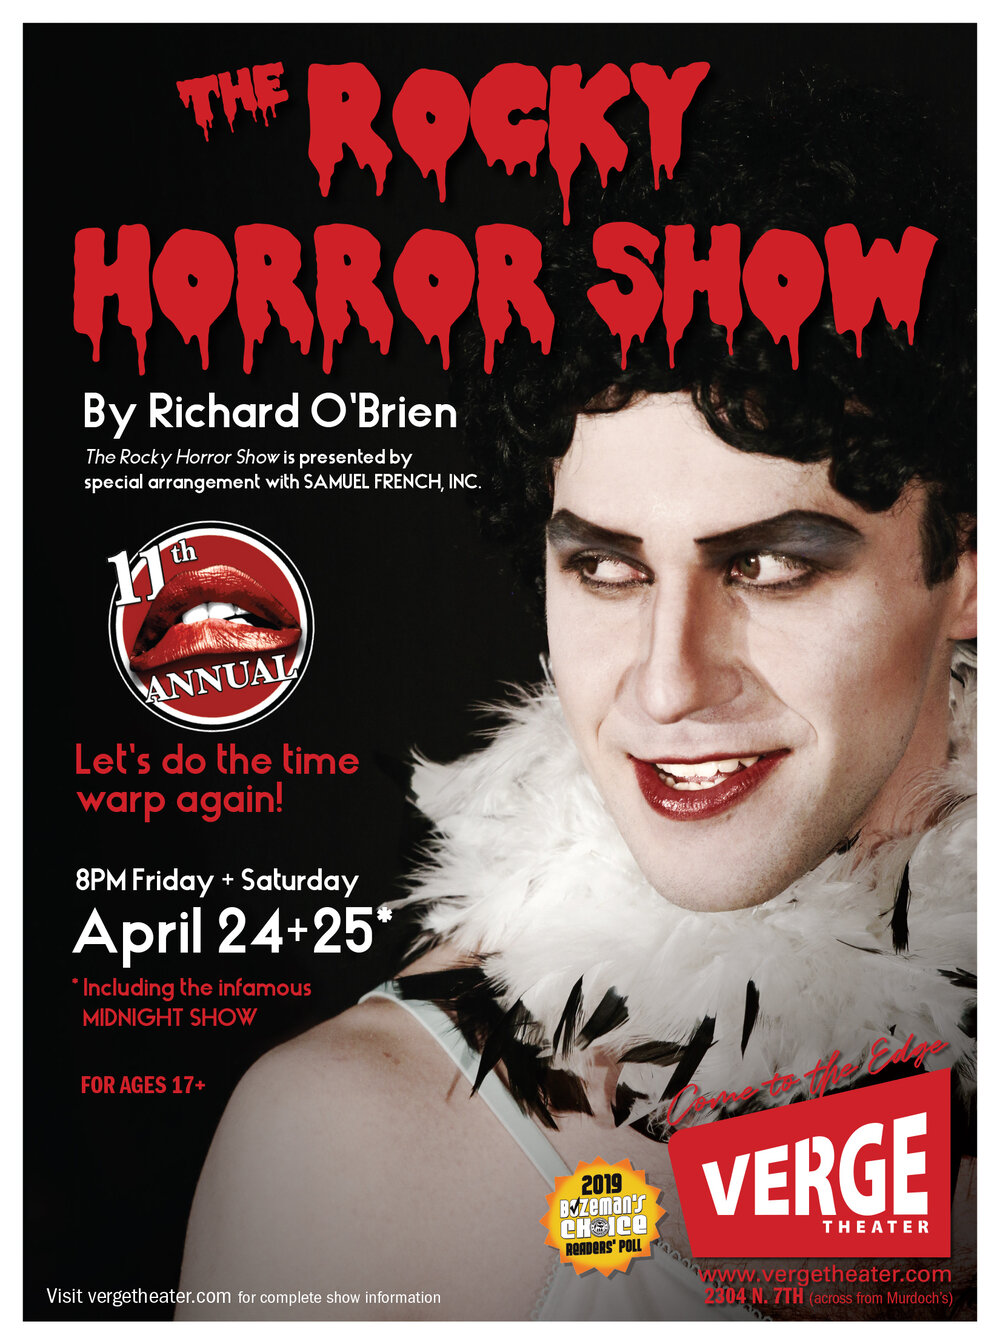 THE ROCKY
HORROR SHOW
By Richard O'Brien
The Rocky Horror Show is presented by
special arrangement with SAMUEL FRENCH, INC.
11th
ANNUAL
Let's do the time
warp again!
8PM Friday + Saturday
April 24+25*
* Including the infamous
MIDNIGHT SHOW
FOR AGES 17+
Come to the Edge
VERGE
THEATER
2019
BOZEMAN'S
CHOICE
READERS' POLL
www.vergetheater.com
2304 N. 7TH (across from Murdoch's)
Visit vergetheater.com for complete show information